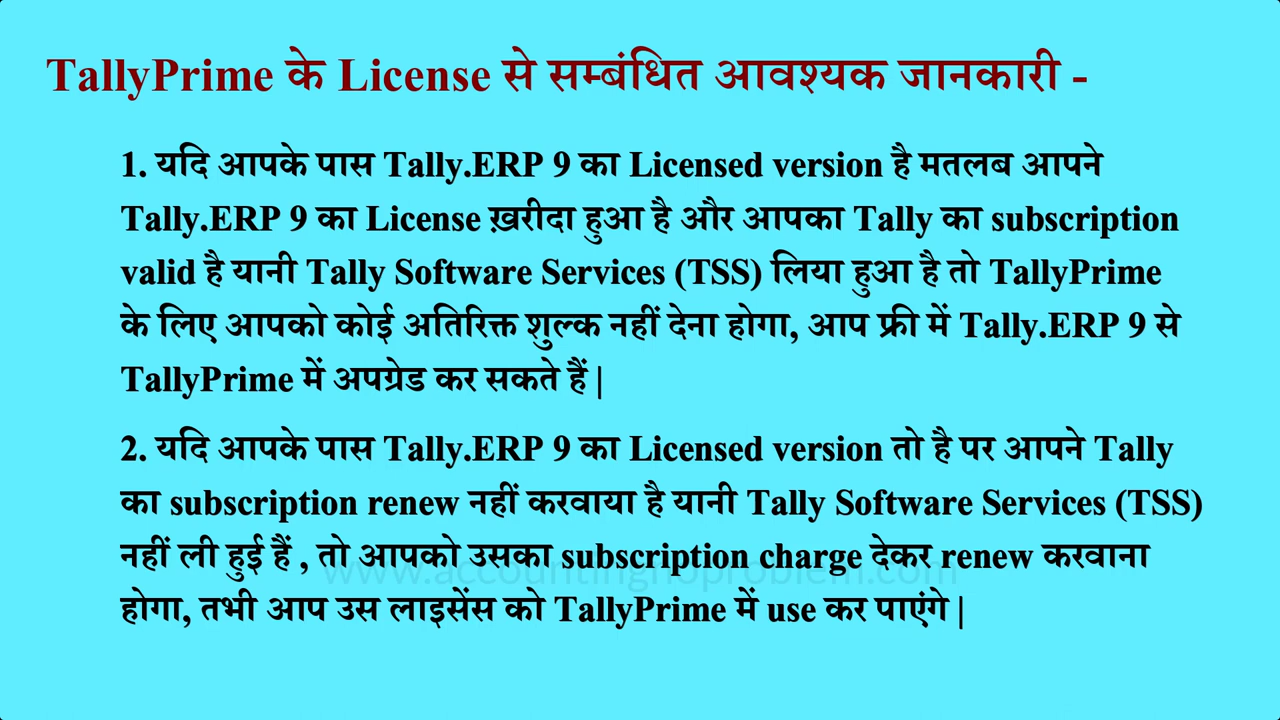 TallyPrime के License से सम्बंधित आवश्यक जानकारी -
1. यदि आपके पास Tally.ERP 9 का Licensed version है मतलब आपने
Tally.ERP 9 का License ख़रीदा हुआ है और आपका Tally का subscription
valid है यानी Tally Software Services (TSS) लिया हुआ है तो TallyPrime
के लिए आपको कोई अतिरिक्त शुल्क नहीं देना होगा, आप फ्री में Tally.ERP 9 से
TallyPrime में अपग्रेड कर सकते हैं |
2. यदि आपके पास Tally.ERP 9 का Licensed version तो है पर आपने Tally
का subscription renew नहीं करवाया है यानी Tally Software Services (TSS)
नहीं ली हुई हैं , तो आपको उसका subscription charge देकर renew करवाना
www.accountingnoproblem.com
होगा, तभी आप उस लाइसेंस को TallyPrime में use कर पाएंगे |